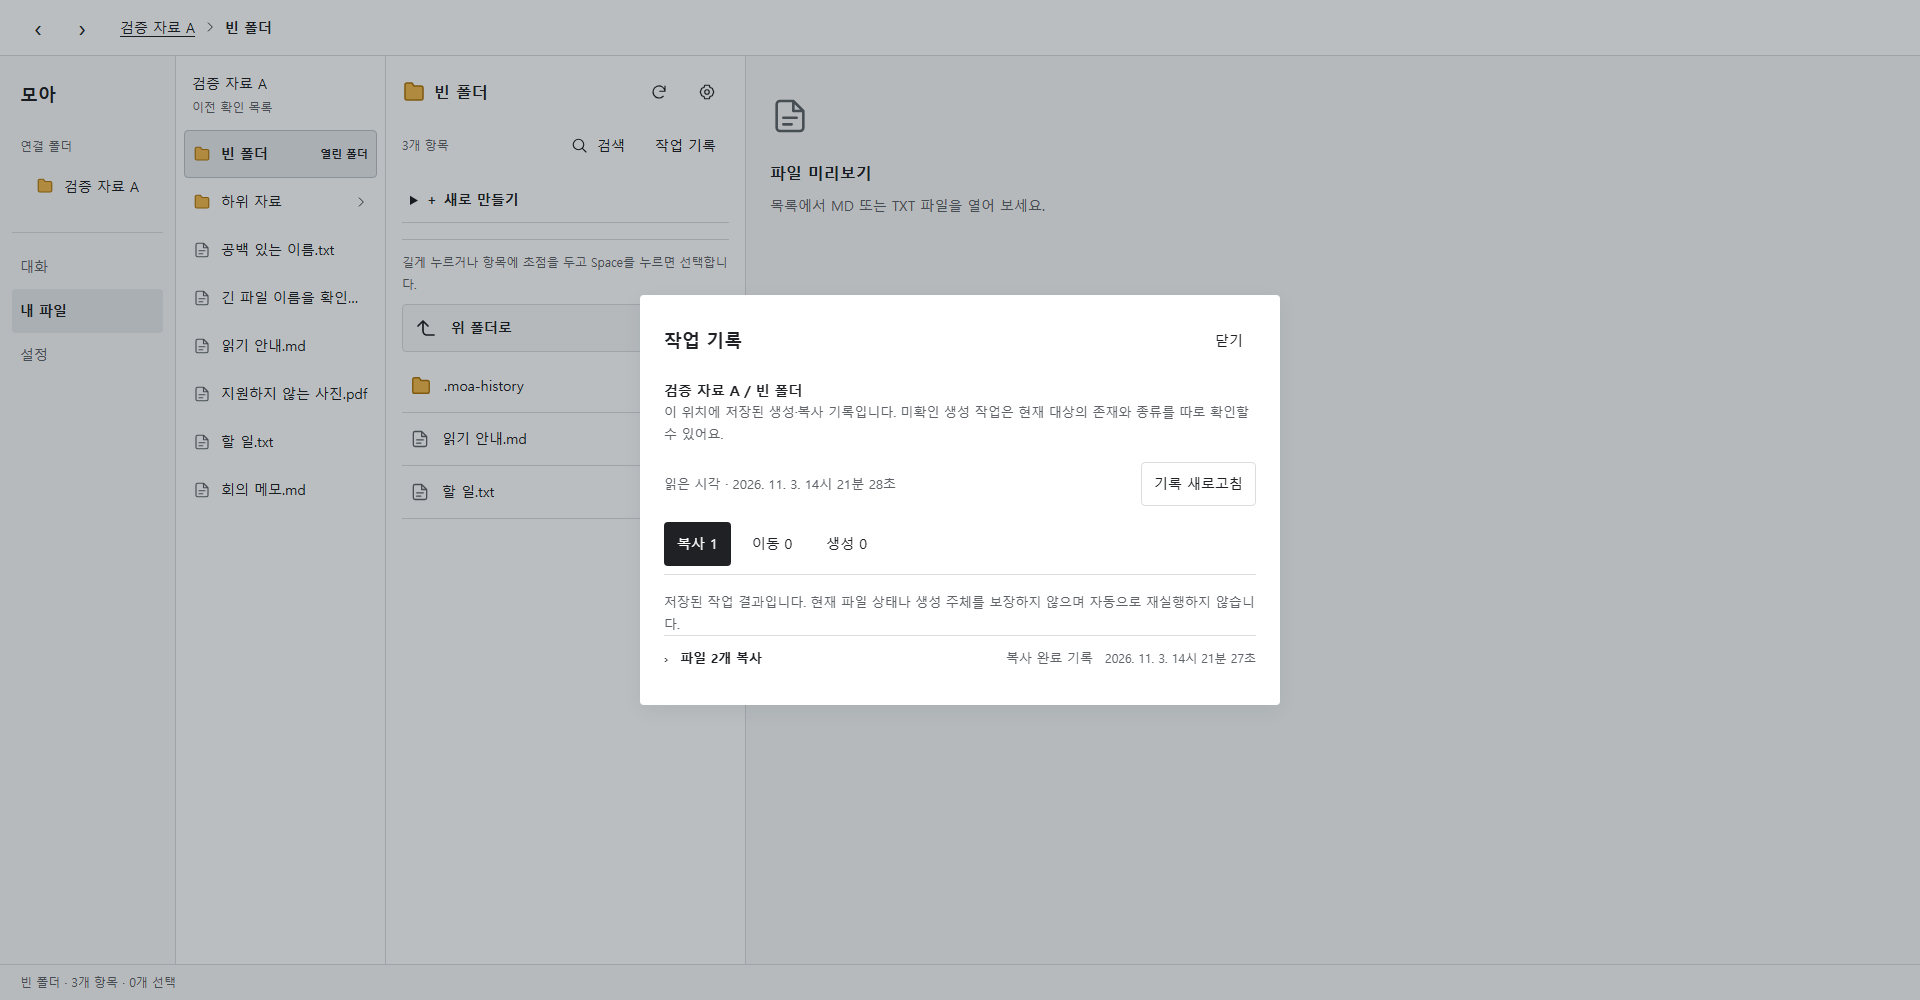 검증 자료 A > 빈 폴더
모아
연결 폴더
검증 자료 A
대화
내 파일
설정
검증 자료 A
이전 확인 목록
빈 폴더 열린 폴더
하위 자료
공백 있는 이름.txt
긴 파일 이름을 확인...
읽기 안내.md
지원하지 않는 사진.pdf
할 일.txt
회의 메모.md
빈 폴더
3개 항목 검색 작업 기록
+ 새로 만들기
길게 누르거나 항목에 초점을 두고 Space를 누르면 선택합니
다.
위 폴더로
.moa-history
읽기 안내.md
할 일.txt
파일 미리보기
목록에서 MD 또는 TXT 파일을 열어 보세요.
작업 기록 닫기
검증 자료 A / 빈 폴더
이 위치에 저장된 생성·복사 기록입니다. 미확인 생성 작업은 현재 대상의 존재와 종류를 따로 확인할
수 있어요.
읽은 시각 · 2026. 11. 3. 14시 21분 28초 기록 새로고침
복사 1 이동 0 생성 0
저장된 작업 결과입니다. 현재 파일 상태나 생성 주체를 보장하지 않으며 자동으로 재실행하지 않습니
다.
› 파일 2개 복사 복사 완료 기록 2026. 11. 3. 14시 21분 27초
빈 폴더 · 3개 항목 · 0개 선택